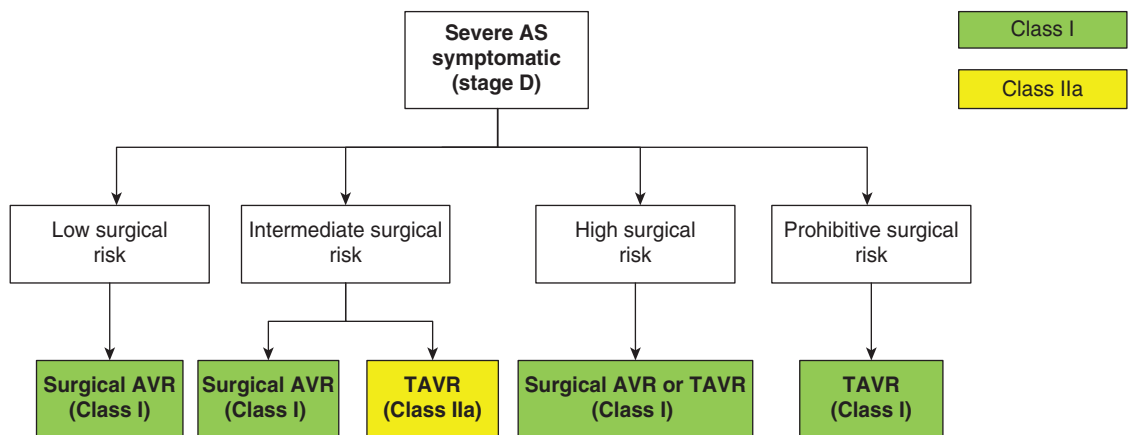 Severe AS
symptomatic
(stage D)
Class I
Class IIa
Low surgical
risk
Intermediate surgical
risk
High surgical
risk
Prohibitive surgical
risk
Surgical AVR
(Class I)
Surgical AVR
(Class I)
TAVR
(Class IIa)
Surgical AVR or TAVR
(Class I)
TAVR
(Class I)